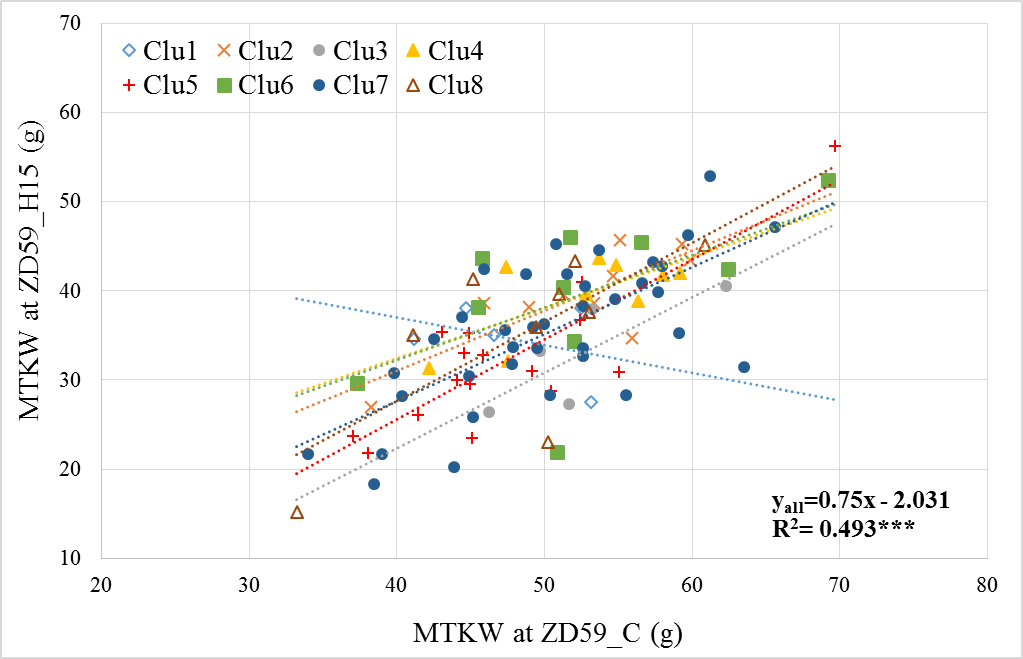 70
60
50
40
30
20
10
MTKW at ZD59_H15 (g)
Clu1 Clu2 Clu3 Clu4
Clu5 Clu6 Clu7 Clu8
y_all=0.75x - 2.031
R²= 0.493***
20 30 40 50 60 70 80
MTKW at ZD59_C (g)